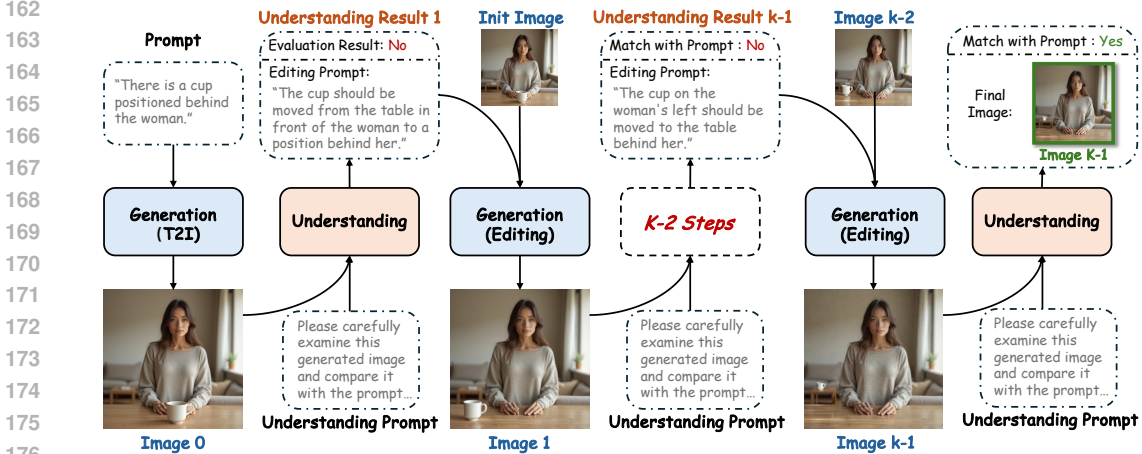 162
163
164
165
166
167
168
169
170
171
172
173
174
175
176
Prompt
"There is a cup
positioned behind
the woman."
Generation
(T2I)
Image 0
Understanding Result 1
Evaluation Result: No
Editing Prompt:
"The cup should be
moved from the table in
front of the woman to a
position behind her."
Understanding
Please carefully
examine this
generated image
and compare it
with the prompt...
Understanding Prompt
Init Image
Generation
(Editing)
Image 1
Understanding Result k-1
Match with Prompt : No
Editing Prompt:
"The cup on the
woman's left should be
moved to the table
behind her."
K-2 Steps
Please carefully
examine this
generated image
and compare it
with the prompt...
Understanding Prompt
Image k-2
Generation
(Editing)
Image k-1
Match with Prompt : Yes
Final
Image:
Image K-1
Understanding
Please carefully
examine this
generated image
and compare it
with the prompt...
Understanding Prompt